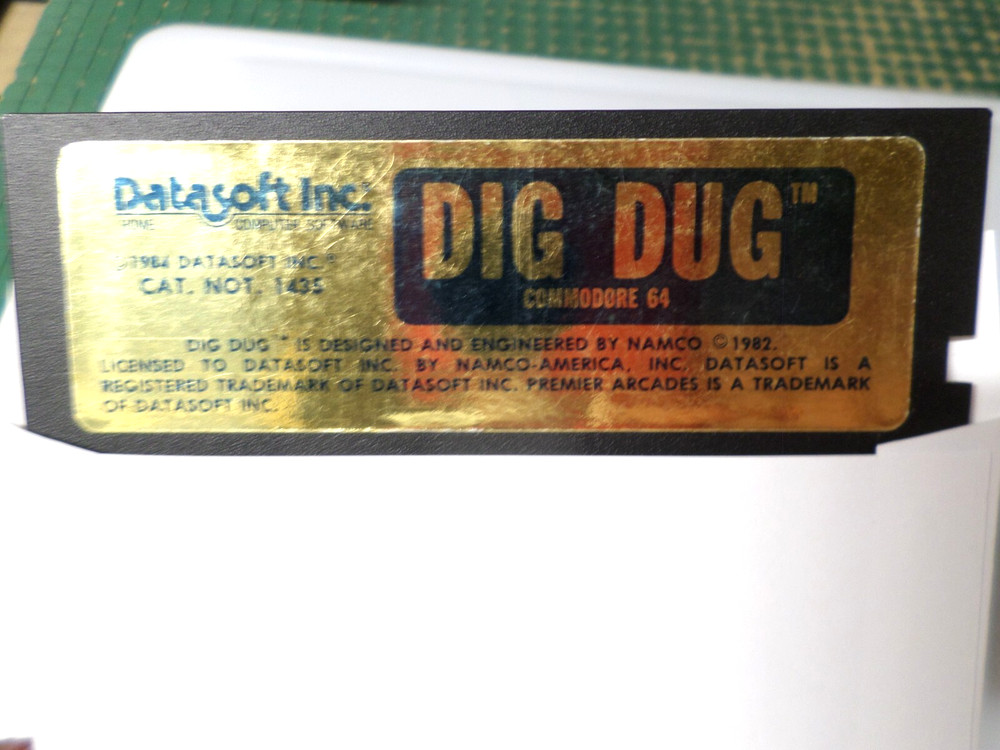 Datasoft Inc.
HOME COMPUTER SOFTWARE
©1984 DATASOFT INC.®
CAT. NOT. 1435
DIG DUG™
COMMODORE 64
DIG DUG™ IS DESIGNED AND ENGINEERED BY NAMCO ©1982.
LICENSED TO DATASOFT INC. BY NAMCO-AMERICA, INC. DATASOFT IS A
REGISTERED TRADEMARK OF DATASOFT INC. PREMIER ARCADES IS A TRADEMARK
OF DATASOFT INC.